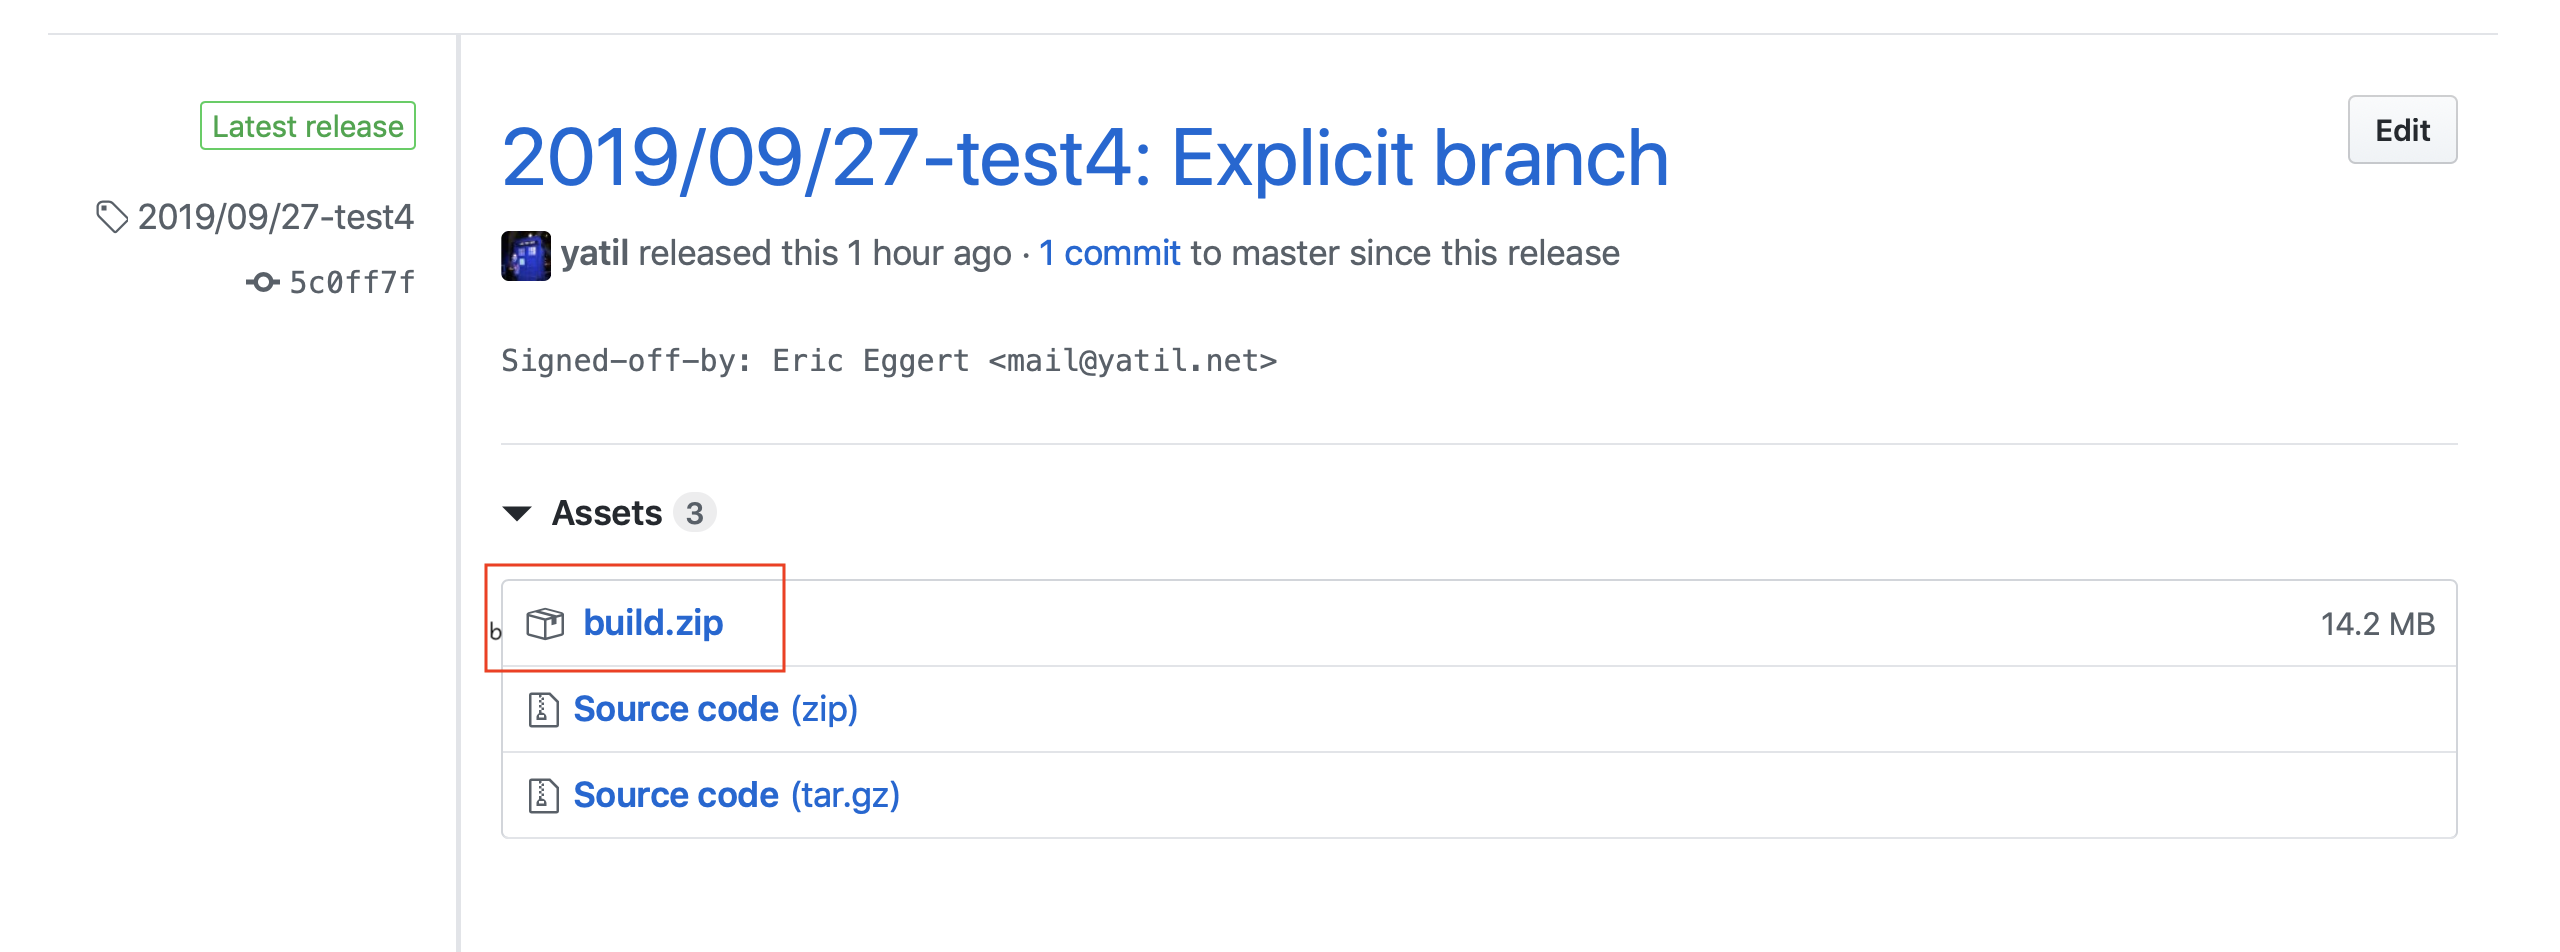 Latest release
2019/09/27-test4
5c0ff7f
2019/09/27-test4: Explicit branch
Edit
yatil released this 1 hour ago · 1 commit to master since this release
Signed-off-by: Eric Eggert <mail@yatil.net>
Assets 3
b build.zip 14.2 MB
Source code (zip)
Source code (tar.gz)